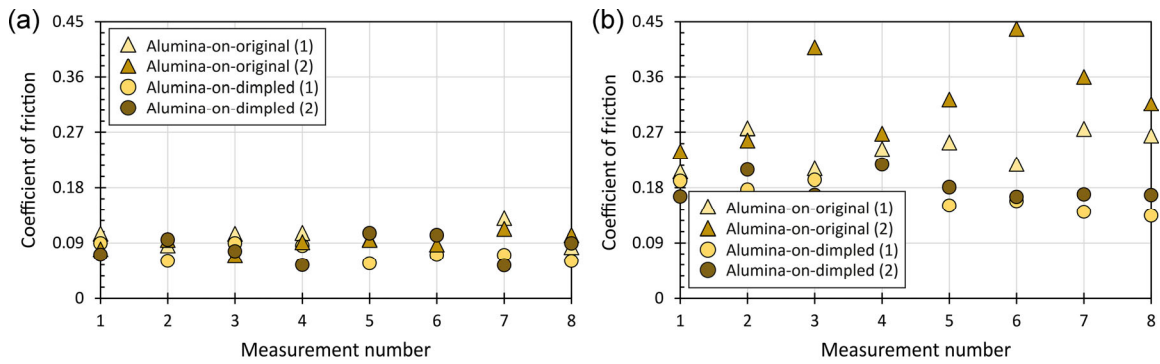 (a)
0.45
0.36
0.27
0.18
0.09
0
Coefficient of friction
Alumina-on-original (1)
Alumina-on-original (2)
Alumina-on-dimpled (1)
Alumina-on-dimpled (2)
1 2 3 4 5 6 7 8
Measurement number
(b)
0.45
0.36
0.27
0.18
0.09
0
Coefficient of friction
Alumina-on-original (1)
Alumina-on-original (2)
Alumina-on-dimpled (1)
Alumina-on-dimpled (2)
1 2 3 4 5 6 7 8
Measurement number